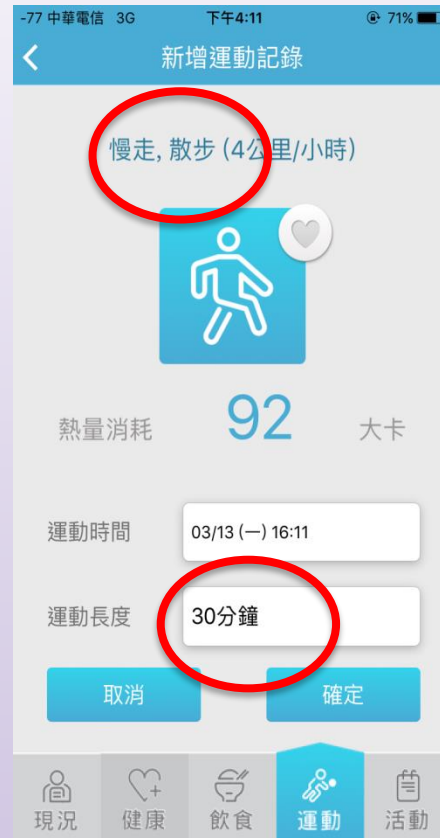 -77 中華電信 3G 下午4:11 71%
新增運動記錄
慢走, 散步 (4公里/小時)
熱量消耗 92 大卡
運動時間 03/13 (一) 16:11
運動長度 30分鐘
取消 確定
現況 健康 飲食 運動 活動